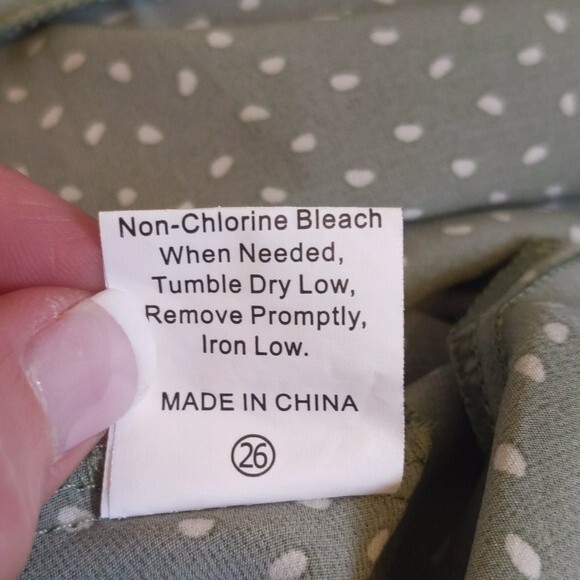 Non-Chlorine Bleach
When Needed,
Tumble Dry Low,
Remove Promptly,
Iron Low.
MADE IN CHINA
26